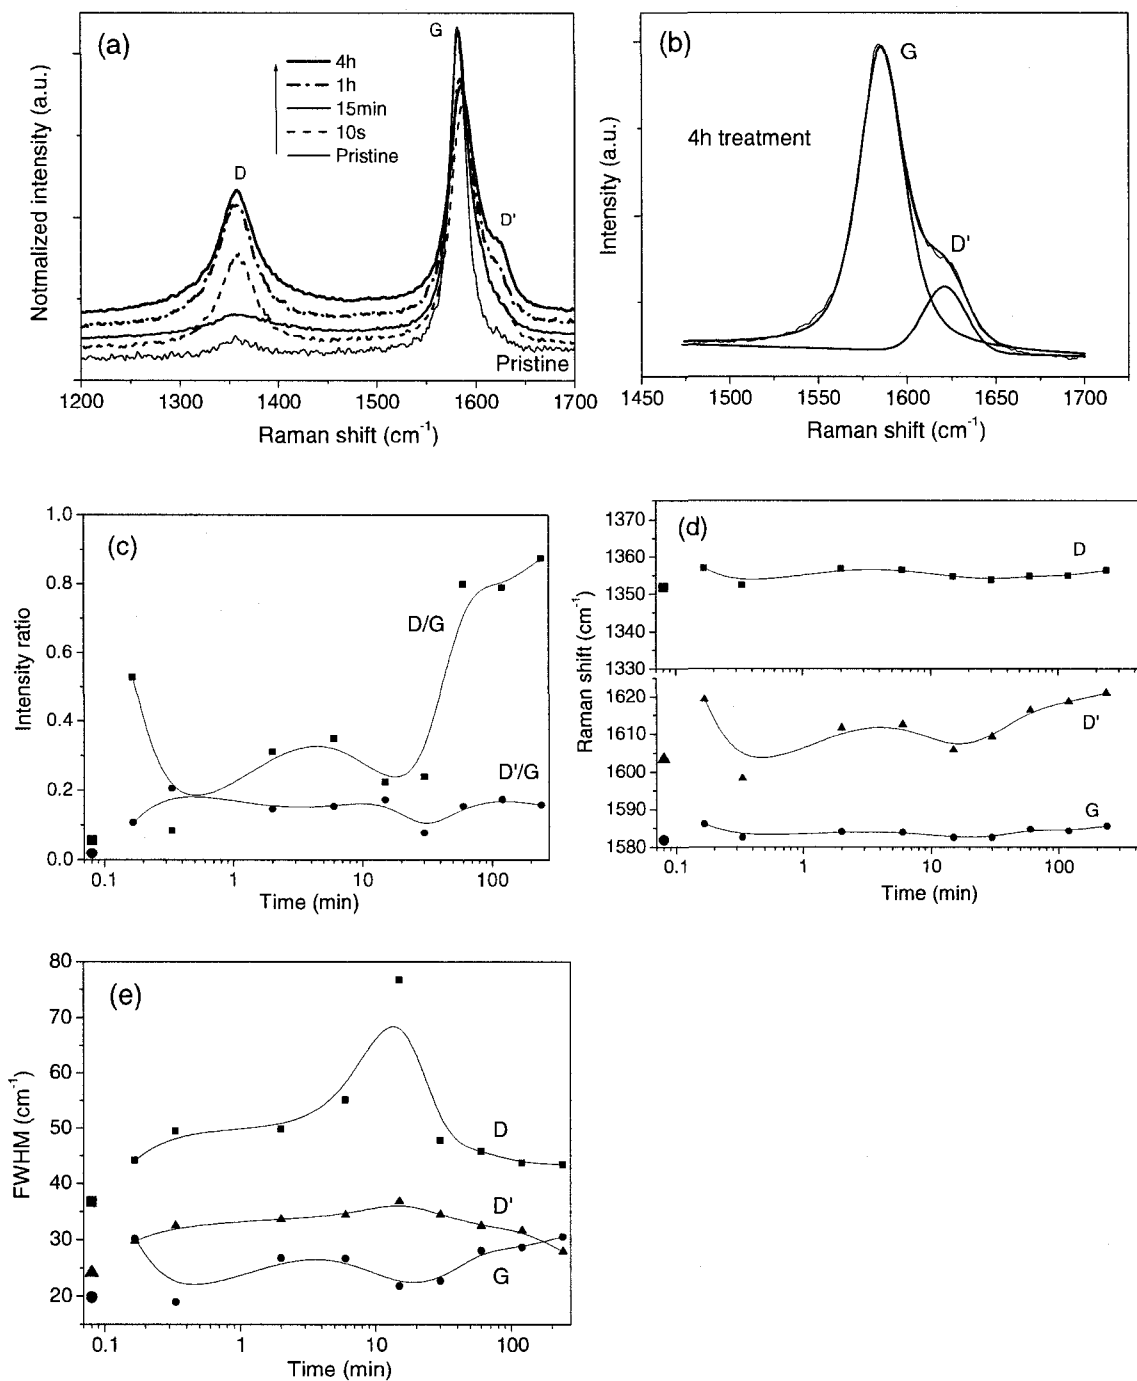 (a)
G
4h
1h
15min
10s
Pristine
D
D'
Pristine
Notmalized intensity (a.u.)
1200 1300 1400 1500 1600 1700
Raman shift (cm⁻¹)
(b)
G
4h treatment
D'
Intensity (a.u.)
1450 1500 1550 1600 1650 1700
Raman shift (cm⁻¹)
(c)
1.0
0.8
0.6
0.4
0.2
0.0
D/G
D'/G
Intensity ratio
0.1 1 10 100
Time (min)
(d)
1370
1360
1350
1340
1330
D
1620
1610
1600
1590
1580
D'
G
Raman shift (cm⁻¹)
0.1 1 10 100
Time (min)
(e)
80
70
60
50
40
30
20
D
D'
G
FWHM (cm⁻¹)
0.1 1 10 100
Time (min)